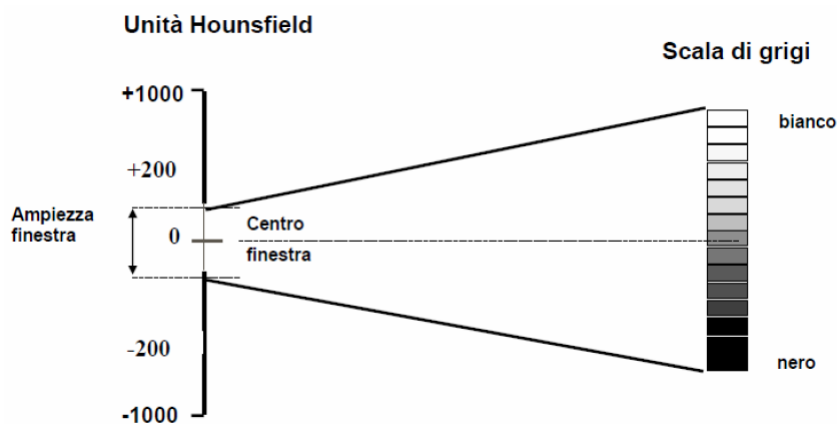 Unità Hounsfield
Scala di grigi
+1000
bianco
+200
Ampiezza
finestra
Centro
0
finestra
-200
nero
-1000